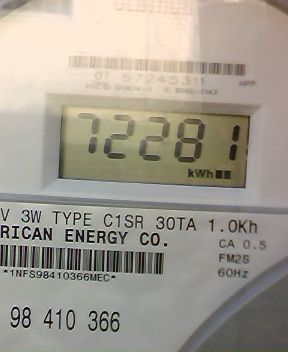 07 57245311
72281
kWh
V 3W TYPE C1SR 30TA 1.0Kh
RICAN ENERGY CO.
CA 0.5
FM2S
*1NFS98410366MEC*
60Hz
98 410 366